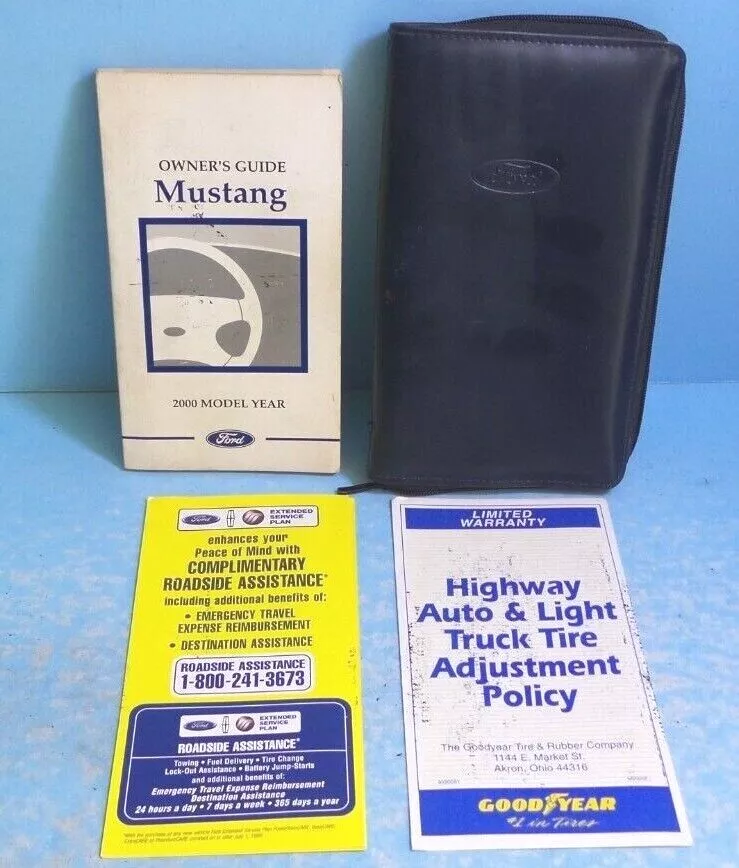 OWNER'S GUIDE
Mustang
2000 MODEL YEAR
Ford
Ford
Ford
EXTENDED
SERVICE
PLAN
enhances your
Peace of Mind with
COMPLIMENTARY
ROADSIDE ASSISTANCE*
including additional benefits of:
• EMERGENCY TRAVEL
EXPENSE REIMBURSEMENT
• DESTINATION ASSISTANCE
ROADSIDE ASSISTANCE
1-800-241-3673
Ford
EXTENDED
SERVICE
PLAN
ROADSIDE ASSISTANCE*
Towing • Fuel Delivery • Tire Change
Lock-Out Assistance • Battery Jump-Starts
and additional benefits of:
Emergency Travel Expense Reimbursement
Destination Assistance
24 hours a day • 7 days a week • 365 days a year
LIMITED
WARRANTY
Highway
Auto & Light
Truck Tire
Adjustment
Policy
The Goodyear Tire & Rubber Company
1144 E. Market St.
Akron, Ohio 44316
GOODYEAR
#1 in Tires